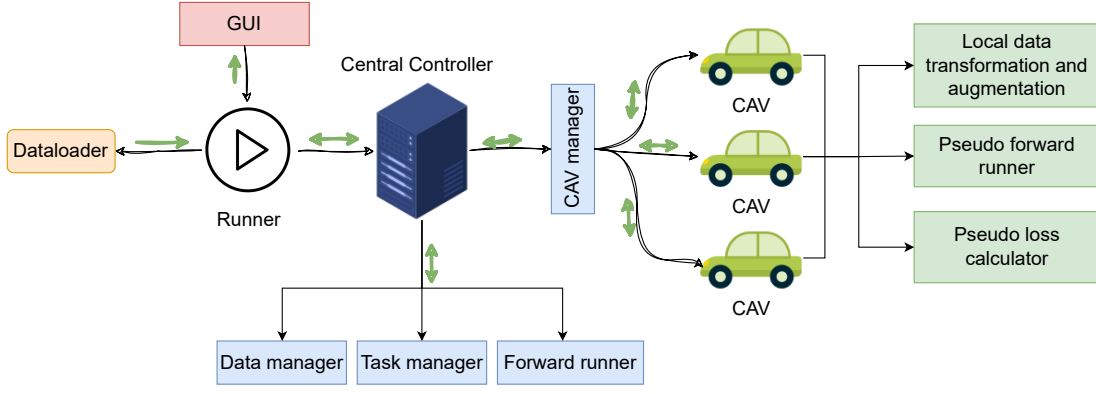 GUI
Central Controller
Dataloader
Runner
CAV manager
CAV
CAV
CAV
Local data
transformation and
augmentation
Pseudo forward
runner
Pseudo loss
calculator
Data manager
Task manager
Forward runner